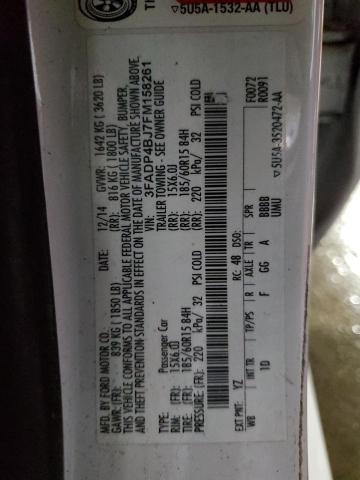 TH
▽5U5A-1532-AA (TLU)
MFD. BY FORD MOTOR CO.
DATE: 12/14 GVWR: 1642 KG ( 3620 LB)
GAWR: (FR): 839 KG (1850 LB) (RR): 816 KG ( 1800 LB)
THIS VEHICLE CONFORMS TO ALL APPLICABLE FEDERAL MOTOR VEHICLE SAFETY, BUMPER,
AND THEFT PREVENTION STANDARDS IN EFFECT ON THE DATE OF MANUFACTURE SHOWN ABOVE.
VIN: 3FADP4BJ7FM158261
TYPE: Passenger Car TRAILER TOWING - SEE OWNER GUIDE
RIM: (FR): 15X6.0J (RR): 15X6.0J
TIRE: (FR): 185/60R15 84H (RR): 185/60R15 84H
PRESSURE: (FR): 220 kPa/ 32 PSI COLD (RR): 220 kPa/ 32 PSI COLD
EXT PNT: YZ RC: 48 DSO: F0072
R0091
WB INT TR TP/PS R AXLE TR SPR
1D F GG A BBBB
UMU
▽5U5A-3520472-AA